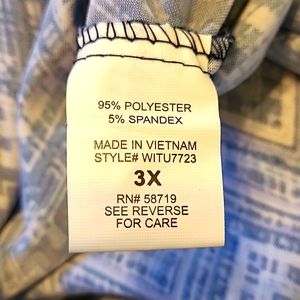 95% POLYESTER
5% SPANDEX
MADE IN VIETNAM
STYLE# WITU7723
3X
RN# 58719
SEE REVERSE
FOR CARE